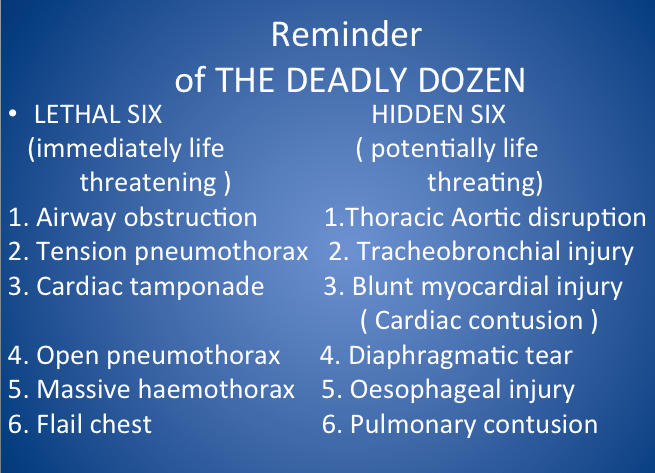 Reminder
of THE DEADLY DOZEN
• LETHAL SIX HIDDEN SIX
(immediately life ( potentially life
threatening ) threating)
1. Airway obstruction 1.Thoracic Aortic disruption
2. Tension pneumothorax 2. Tracheobronchial injury
3. Cardiac tamponade 3. Blunt myocardial injury
( Cardiac contusion )
4. Open pneumothorax 4. Diaphragmatic tear
5. Massive haemothorax 5. Oesophageal injury
6. Flail chest 6. Pulmonary contusion